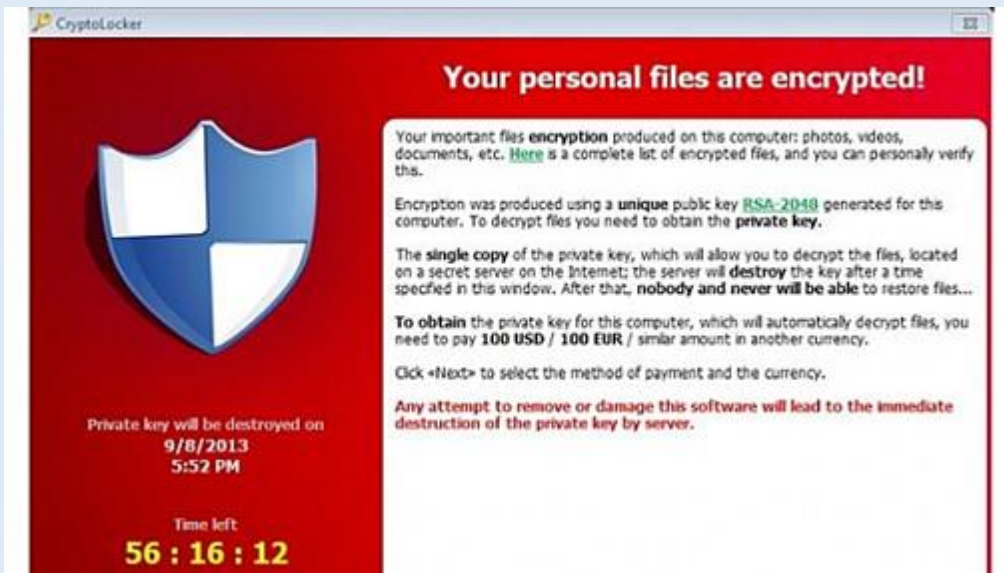 CryptoLocker
Your personal files are encrypted!
Your important files encryption produced on this computer: photos, videos,
documents, etc. Here is a complete list of encrypted files, and you can personally verify
this.
Encryption was produced using a unique public key RSA-2048 generated for this
computer. To decrypt files you need to obtain the private key.
The single copy of the private key, which will allow you to decrypt the files, located
on a secret server on the Internet; the server will destroy the key after a time
specified in this window. After that, nobody and never will be able to restore files...
To obtain the private key for this computer, which will automatically decrypt files, you
need to pay 100 USD / 100 EUR / similar amount in another currency.
Click «Next» to select the method of payment and the currency.
Any attempt to remove or damage this software will lead to the immediate
destruction of the private key by server.
Private key will be destroyed on
9/8/2013
5:52 PM
Time left
56 : 16 : 12